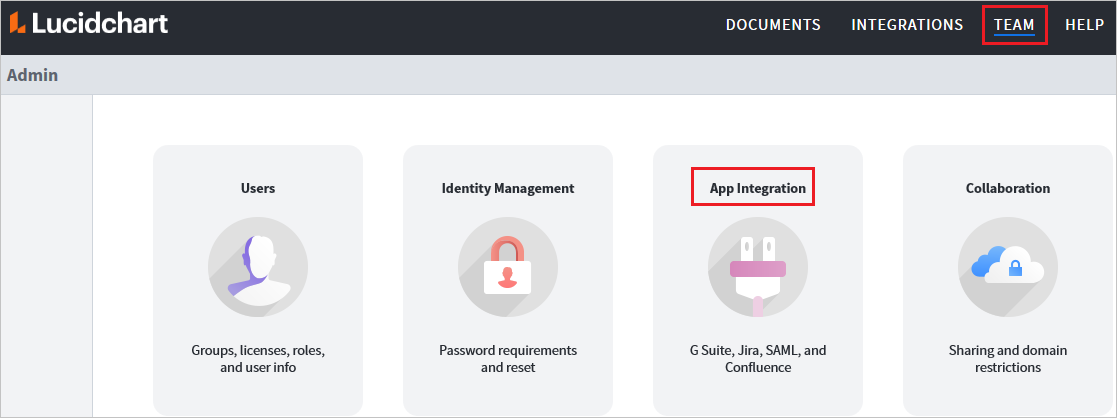 Lucidchart DOCUMENTS INTEGRATIONS TEAM HELP
Admin
Users
Identity Management
App Integration
Collaboration
Groups, licenses, roles,
and user info
Password requirements
and reset
G Suite, Jira, SAML, and
Confluence
Sharing and domain
restrictions